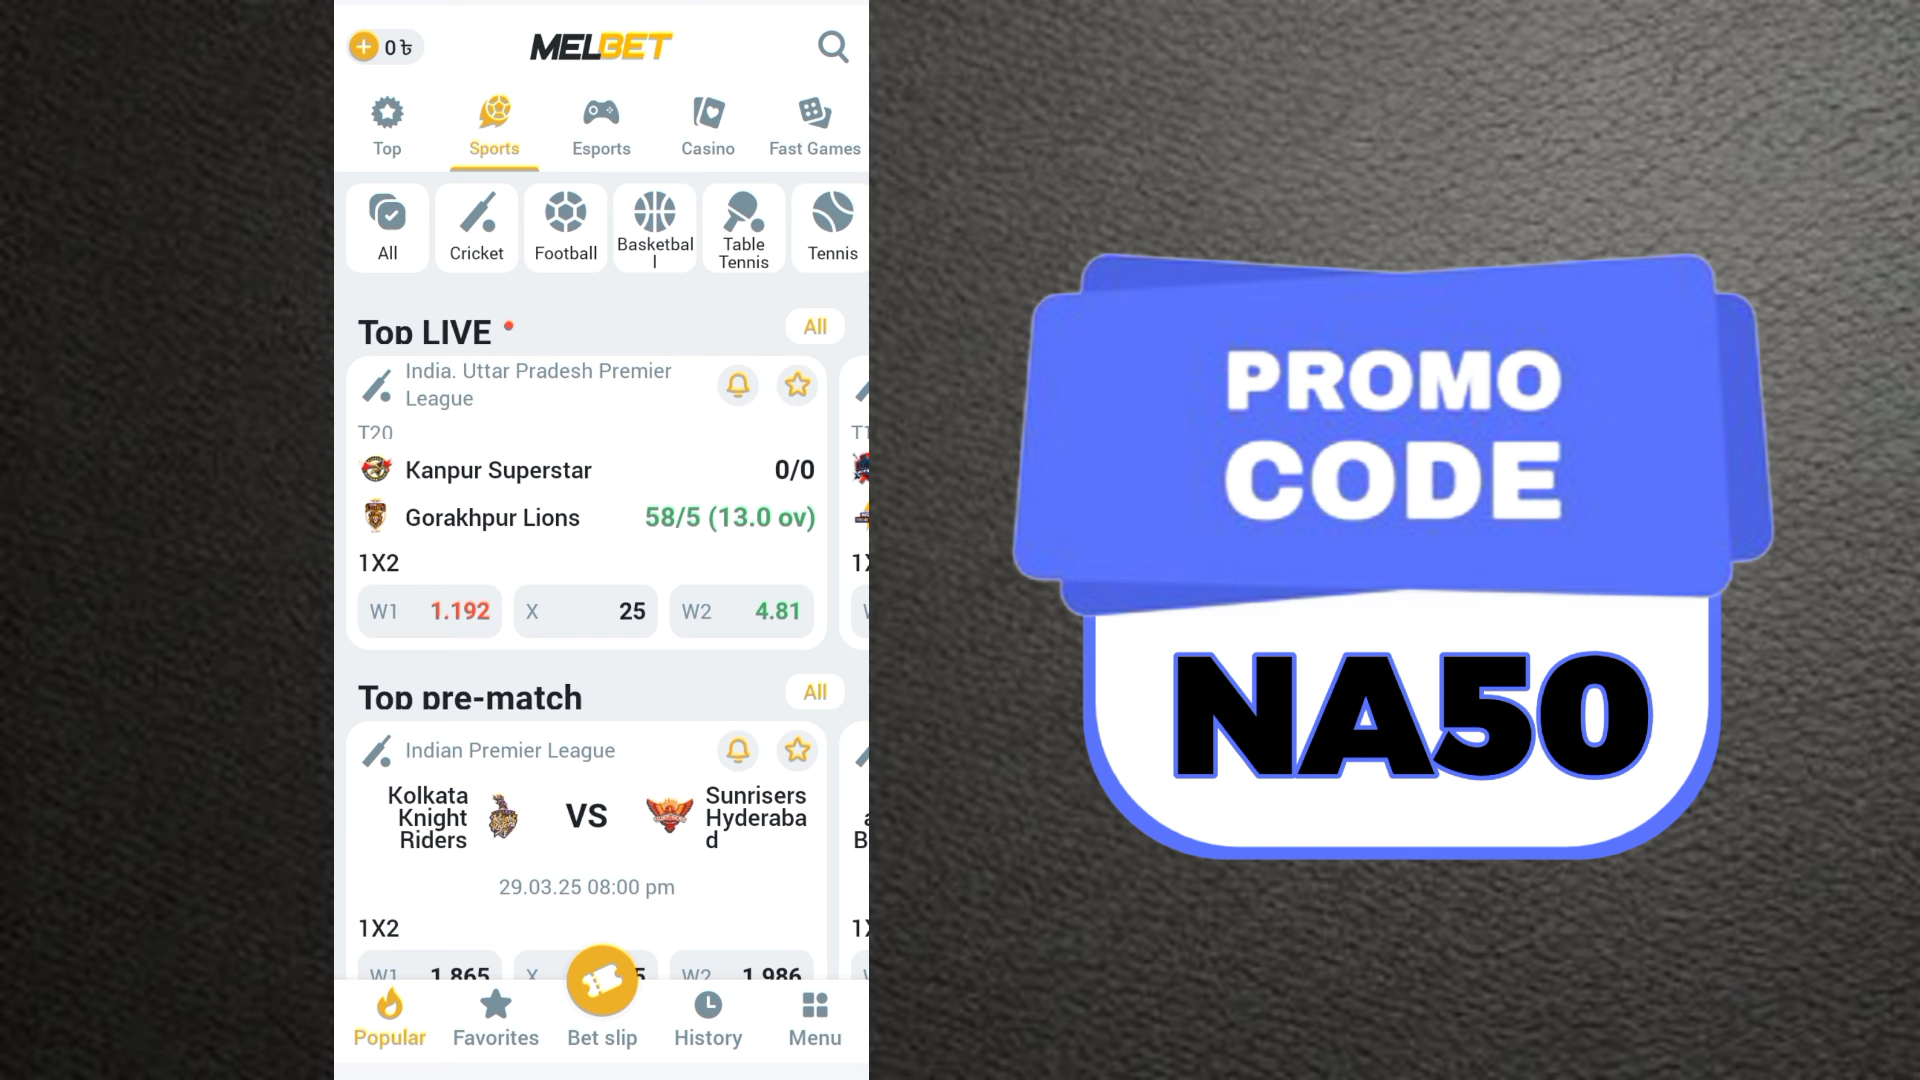 0 ৳
MELBET
Top
Sports
Esports
Casino
Fast Games
All
Cricket
Football
Basketbal
l
Table
Tennis
Tennis
Top LIVE
All
India. Uttar Pradesh Premier
League
T20
Kanpur Superstar 0/0
Gorakhpur Lions 58/5 (13.0 ov)
1X2
W1 1.192
X 25
W2 4.81
Top pre-match
All
Indian Premier League
Kolkata
Knight
Riders
VS
Sunrisers
Hyderaba
d
29.03.25 08:00 pm
1X2
W1 1.865
X
W2 1.986
Popular
Favorites
Bet slip
History
Menu
PROMO
CODE
NA50